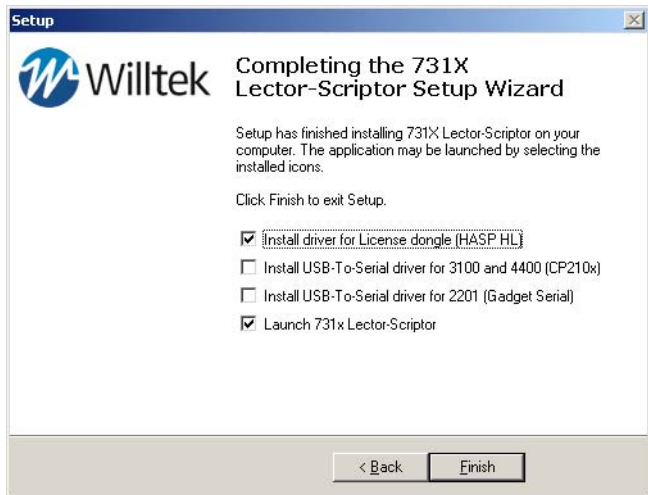 Setup
Willtek
Completing the 731X
Lector-Scriptor Setup Wizard
Setup has finished installing 731X Lector-Scriptor on your
computer. The application may be launched by selecting the
installed icons.
Click Finish to exit Setup.
Install driver for License dongle (HASP HL)
Install USB-To-Serial driver for 3100 and 4400 (CP210x)
Install USB-To-Serial driver for 2201 (Gadget Serial)
Launch 731x Lector-Scriptor
< Back
Finish